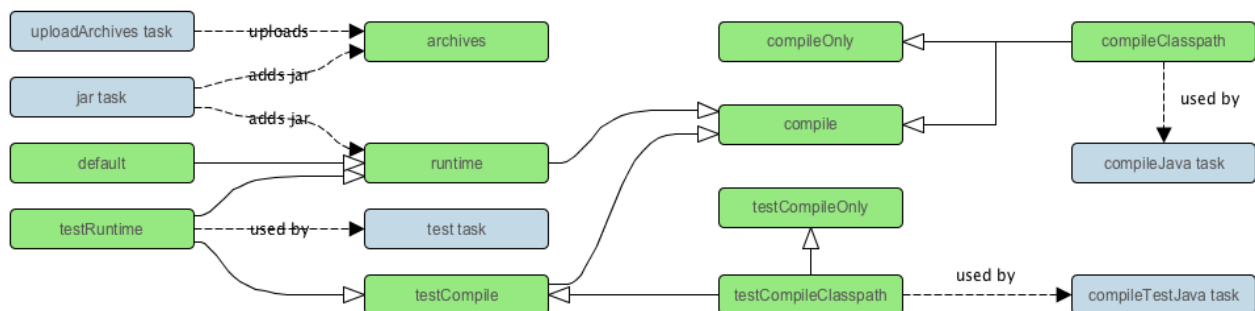 uploadArchives task
uploads
archives
compileOnly
compileClasspath
jar task
adds jar
adds jar
compile
used by
default
runtime
compileJava task
testCompileOnly
testRuntime
used by
test task
testCompile
testCompileClasspath
used by
compileTestJava task